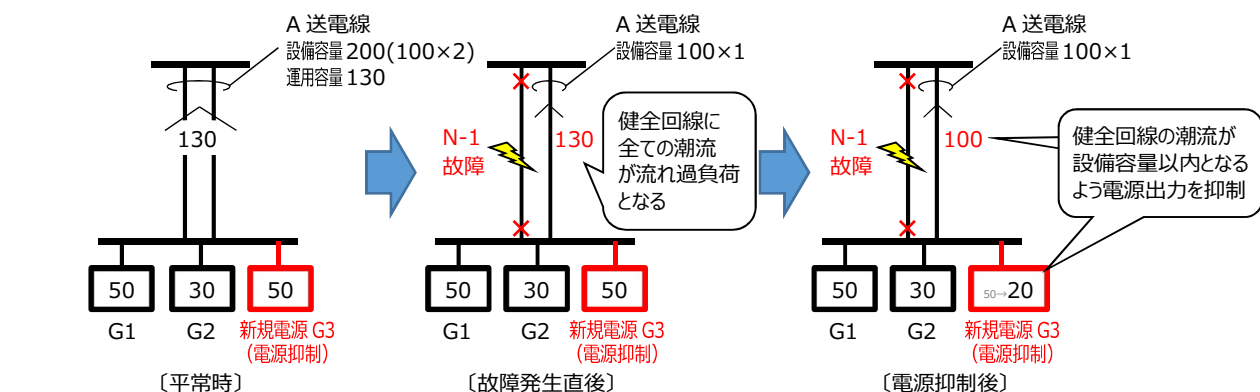 A 送電線
設備容量 200(100×2)
運用容量 130
130
50
30
50
G1
G2
新規電源 G3
(電源抑制)
〔平常時〕
A 送電線
設備容量 100×1
N-1
故障
130
健全回線に
全ての潮流
が流れ過負荷
となる
50
30
50
G1
G2
新規電源 G3
(電源抑制)
〔故障発生直後〕
A 送電線
設備容量 100×1
N-1
故障
100
健全回線の潮流が
設備容量以内となる
よう電源出力を抑制
50
30
50→20
G1
G2
新規電源 G3
(電源抑制)
〔電源抑制後〕